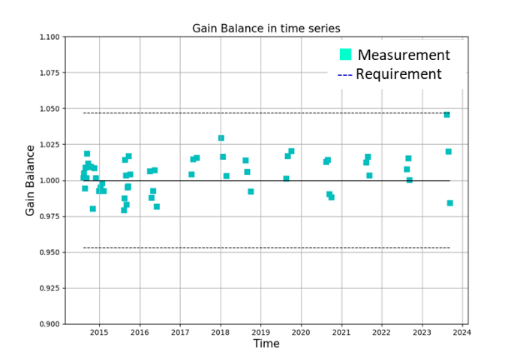 Gain Balance in time series
Measurement
Requirement
1.100
1.075
1.050
1.025
1.000
0.975
0.950
0.925
0.900
Gain Balance
2015 2016 2017 2018 2019 2020 2021 2022 2023 2024
Time